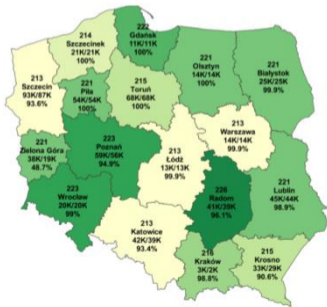 222
Gdańsk
11K/11K
100%
214
Szczecinek
21K/21K
100%
221
Olsztyn
14K/14K
100%
221
Białystok
25K/25K
99.9%
213
Szczecin
93K/87K
93.6%
221
Piła
54K/54K
100%
215
Toruń
68K/68K
100%
213
Warszawa
14K/14K
99.9%
221
Zielona Góra
38K/19K
48.7%
223
Poznań
59K/56K
94.9%
213
Łódź
13K/13K
99.9%
226
Radom
41K/39K
96.1%
221
Lublin
45K/44K
98.9%
223
Wrocław
20K/20K
99%
213
Katowice
42K/39K
93.4%
216
Kraków
3K/2K
98.8%
215
Krosno
33K/29K
90.6%